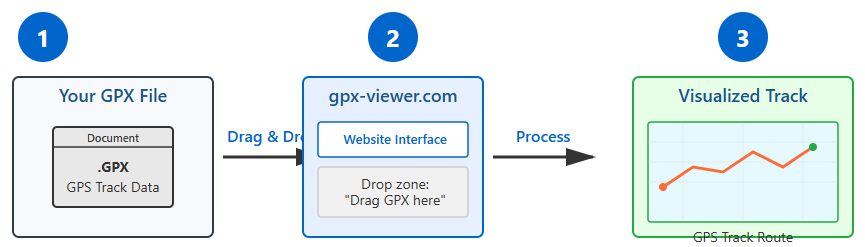 1
2
3
Your GPX File
Document
.GPX
GPS Track Data
Drag & Dro
gpx-viewer.com
Website Interface
Drop zone:
"Drag GPX here"
Process
Visualized Track
GPS Track Route